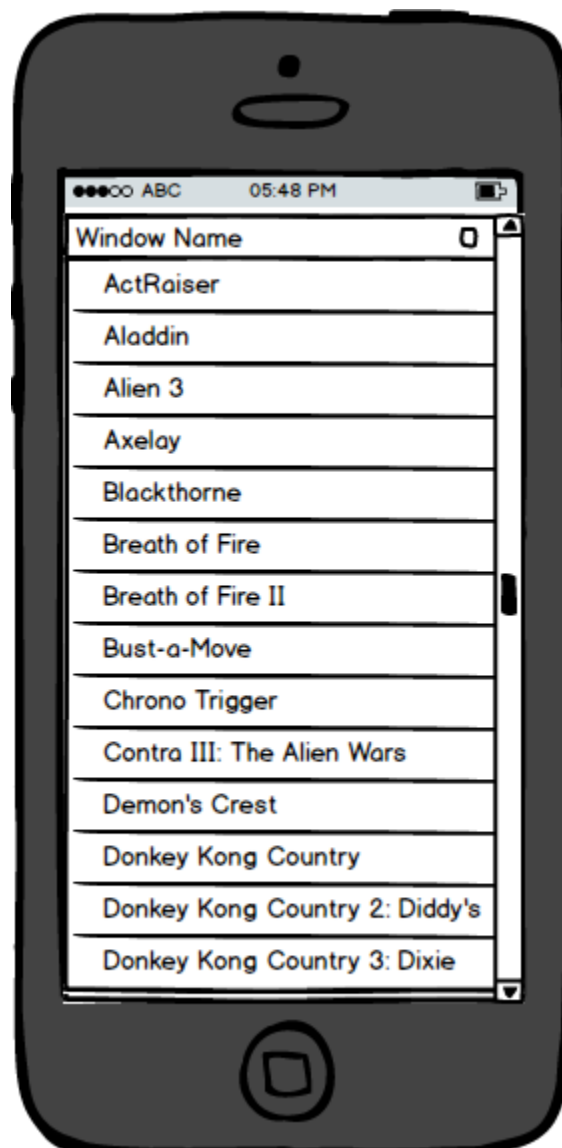 ABC 05:48 PM
Window Name
ActRaiser
Aladdin
Alien 3
Axelay
Blackthorne
Breath of Fire
Breath of Fire II
Bust-a-Move
Chrono Trigger
Contra III: The Alien Wars
Demon's Crest
Donkey Kong Country
Donkey Kong Country 2: Diddy's
Donkey Kong Country 3: Dixie